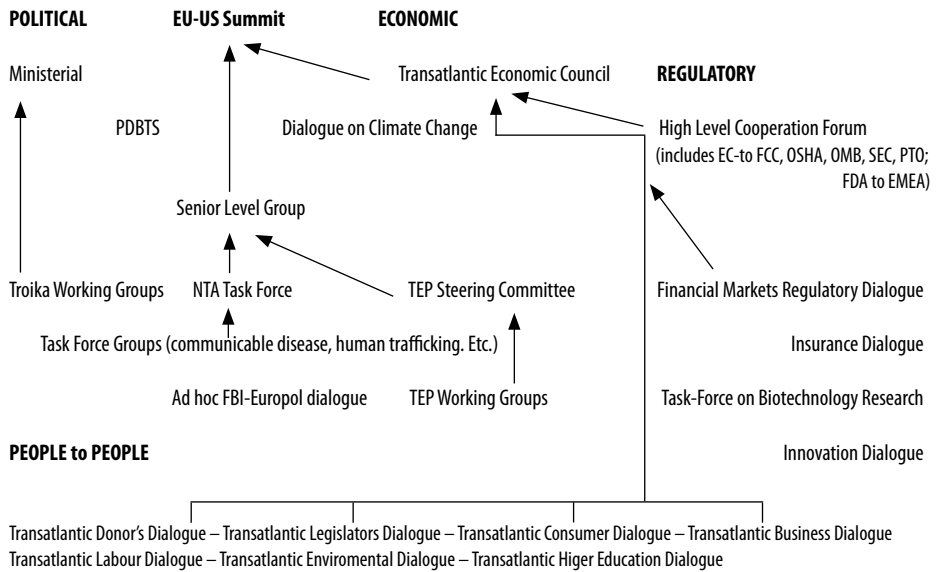 POLITICAL EU-US Summit ECONOMIC
Ministerial Transatlantic Economic Council REGULATORY
PDBTS Dialogue on Climate Change High Level Cooperation Forum
(includes EC-to FCC, OSHA, OMB, SEC, PTO;
FDA to EMEA)
Senior Level Group
Troika Working Groups NTA Task Force TEP Steering Committee Financial Markets Regulatory Dialogue
Task Force Groups (communicable disease, human trafficking. Etc.) Insurance Dialogue
Ad hoc FBI-Europol dialogue TEP Working Groups Task-Force on Biotechnology Research
PEOPLE to PEOPLE Innovation Dialogue
Transatlantic Donor's Dialogue – Transatlantic Legislators Dialogue – Transatlantic Consumer Dialogue – Transatlantic Business Dialogue
Transatlantic Labour Dialogue – Transatlantic Enviromental Dialogue – Transatlantic Higer Education Dialogue